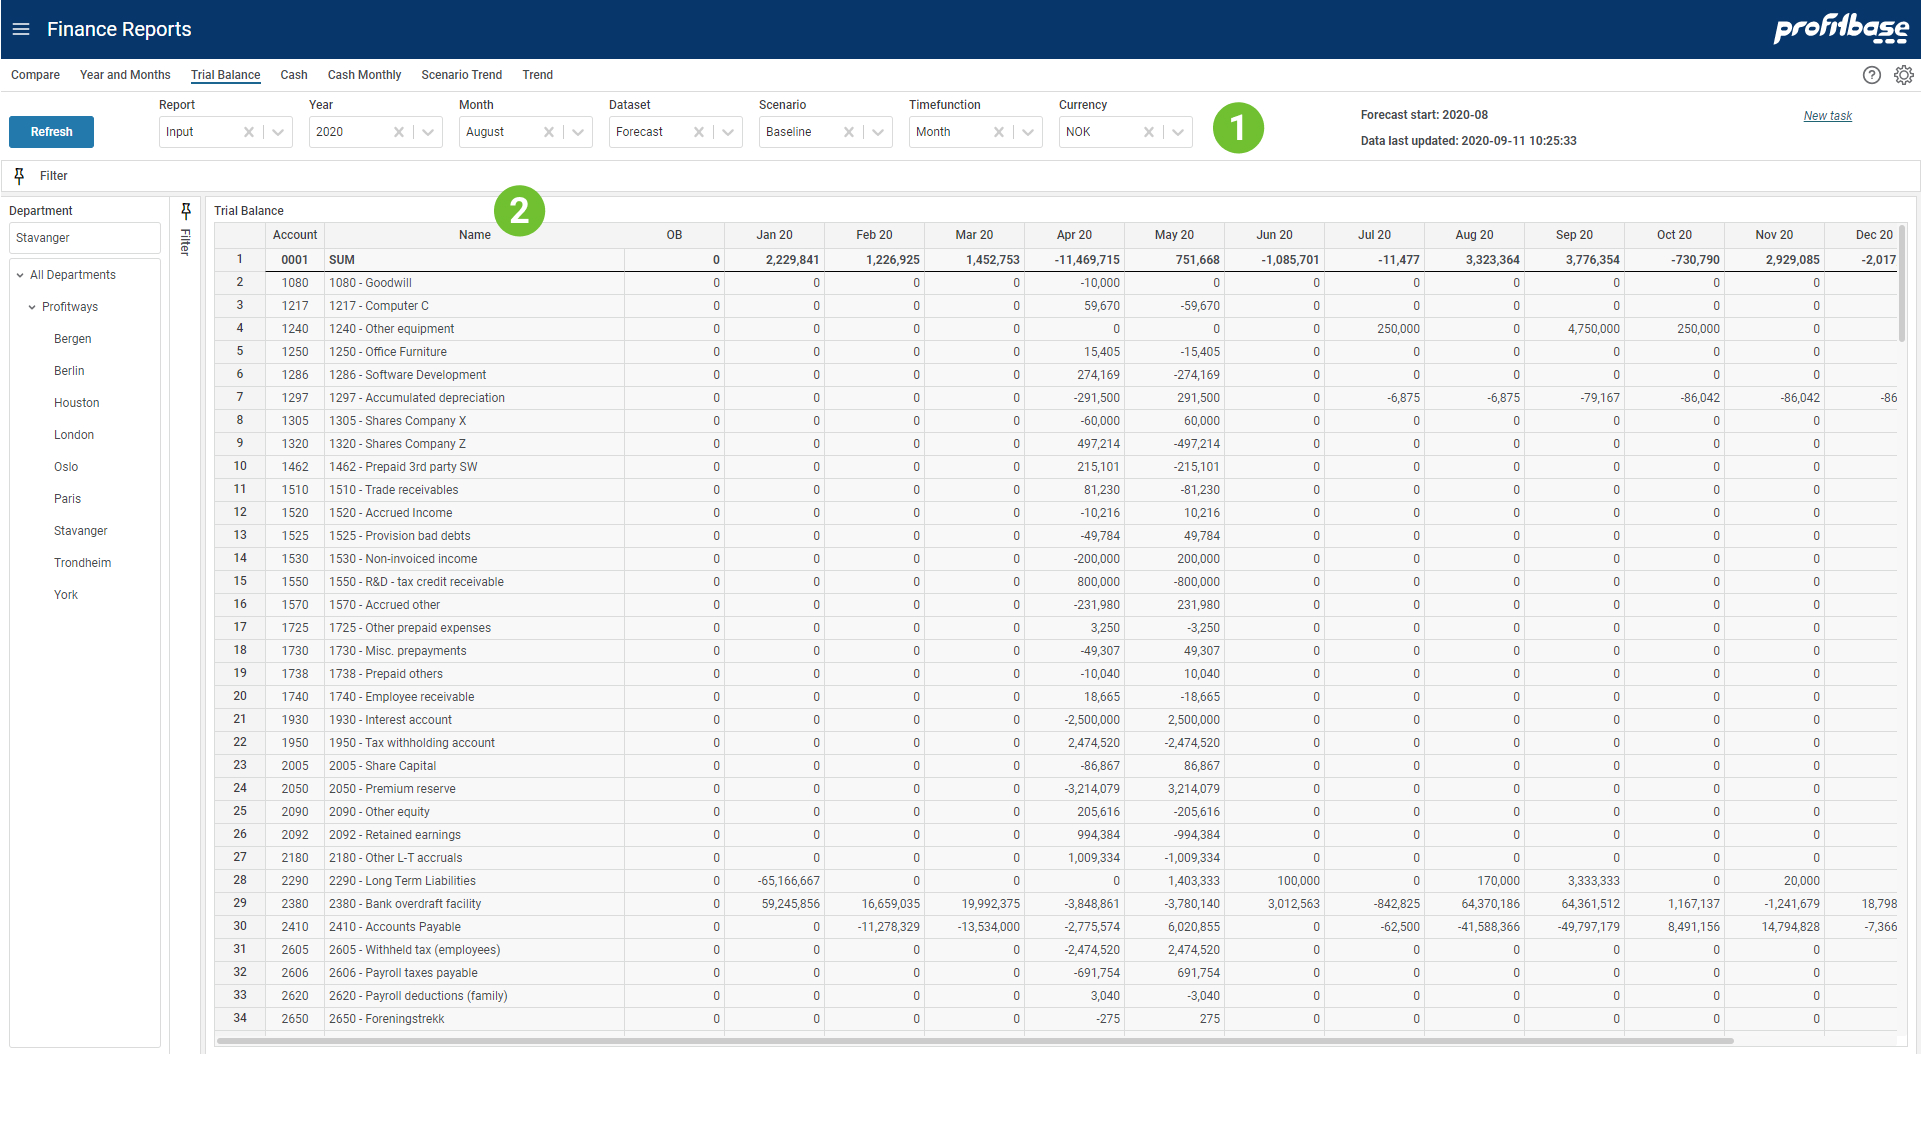 Finance Reports
profitbase
Compare Year and Months Trial Balance Cash Cash Monthly Scenario Trend Trend
Report Year Month Dataset Scenario Timefunction Currency
Refresh Input 2020 August Forecast Baseline Month NOK 1
Forecast start: 2020-08 New task
Data last updated: 2020-09-11 10:25:33
Filter
Department
Stavanger
All Departments
Profitways
Bergen
Berlin
Houston
London
Oslo
Paris
Stavanger
Trondheim
York
Filter
Trial Balance 2
Account Name OB Jan 20 Feb 20 Mar 20 Apr 20 May 20 Jun 20 Jul 20 Aug 20 Sep 20 Oct 20 Nov 20 Dec 20
1 0001 SUM 0 2,229,841 1,226,925 1,452,753 -11,469,715 751,668 -1,085,701 -11,477 3,323,364 3,776,354 -730,790 2,929,085 -2,017
2 1080 1080 - Goodwill 0 0 0 0 -10,000 0 0 0 0 0 0 0
3 1217 1217 - Computer C 0 0 0 0 59,670 -59,670 0 0 0 0 0 0
4 1240 1240 - Other equipment 0 0 0 0 0 0 0 250,000 0 4,750,000 250,000 0
5 1250 1250 - Office Furniture 0 0 0 0 15,405 -15,405 0 0 0 0 0 0
6 1286 1286 - Software Development 0 0 0 0 274,169 -274,169 0 0 0 0 0 0
7 1297 1297 - Accumulated depreciation 0 0 0 0 -291,500 291,500 0 -6,875 -6,875 -79,167 -86,042 -86,042 -86
8 1305 1305 - Shares Company X 0 0 0 0 -60,000 60,000 0 0 0 0 0 0
9 1320 1320 - Shares Company Z 0 0 0 0 497,214 -497,214 0 0 0 0 0 0
10 1462 1462 - Prepaid 3rd party SW 0 0 0 0 215,101 -215,101 0 0 0 0 0 0
11 1510 1510 - Trade receivables 0 0 0 0 81,230 -81,230 0 0 0 0 0 0
12 1520 1520 - Accrued Income 0 0 0 0 -10,216 10,216 0 0 0 0 0 0
13 1525 1525 - Provision bad debts 0 0 0 0 -49,784 49,784 0 0 0 0 0 0
14 1530 1530 - Non-invoiced income 0 0 0 0 -200,000 200,000 0 0 0 0 0 0
15 1550 1550 - R&D - tax credit receivable 0 0 0 0 800,000 -800,000 0 0 0 0 0 0
16 1570 1570 - Accrued other 0 0 0 0 -231,980 231,980 0 0 0 0 0 0
17 1725 1725 - Other prepaid expenses 0 0 0 0 3,250 -3,250 0 0 0 0 0 0
18 1730 1730 - Misc. prepayments 0 0 0 0 -49,307 49,307 0 0 0 0 0 0
19 1738 1738 - Prepaid others 0 0 0 0 -10,040 10,040 0 0 0 0 0 0
20 1740 1740 - Employee receivable 0 0 0 0 18,665 -18,665 0 0 0 0 0 0
21 1930 1930 - Interest account 0 0 0 0 -2,500,000 2,500,000 0 0 0 0 0 0
22 1950 1950 - Tax withholding account 0 0 0 0 2,474,520 -2,474,520 0 0 0 0 0 0
23 2005 2005 - Share Capital 0 0 0 0 -86,867 86,867 0 0 0 0 0 0
24 2050 2050 - Premium reserve 0 0 0 0 -3,214,079 3,214,079 0 0 0 0 0 0
25 2090 2090 - Other equity 0 0 0 0 205,616 -205,616 0 0 0 0 0 0
26 2092 2092 - Retained earnings 0 0 0 0 994,384 -994,384 0 0 0 0 0 0
27 2180 2180 - Other L-T accruals 0 0 0 0 1,009,334 -1,009,334 0 0 0 0 0 0
28 2290 2290 - Long Term Liabilities 0 -65,166,667 0 0 0 1,403,333 100,000 0 170,000 3,333,333 0 20,000
29 2380 2380 - Bank overdraft facility 0 59,245,856 16,659,035 19,992,375 -3,848,861 -3,780,140 3,012,563 -842,825 64,370,186 64,361,512 1,167,137 -1,241,679 18,798
30 2410 2410 - Accounts Payable 0 0 -11,278,329 -13,534,000 -2,775,574 6,020,855 0 -62,500 -41,588,366 -49,797,179 8,491,156 14,794,828 -7,366
31 2605 2605 - Withheld tax (employees) 0 0 0 0 -2,474,520 2,474,520 0 0 0 0 0 0
32 2606 2606 - Payroll taxes payable 0 0 0 0 -691,754 691,754 0 0 0 0 0 0
33 2620 2620 - Payroll deductions (family) 0 0 0 0 3,040 -3,040 0 0 0 0 0 0
34 2650 2650 - Foreningstrekk 0 0 0 0 -275 275 0 0 0 0 0 0